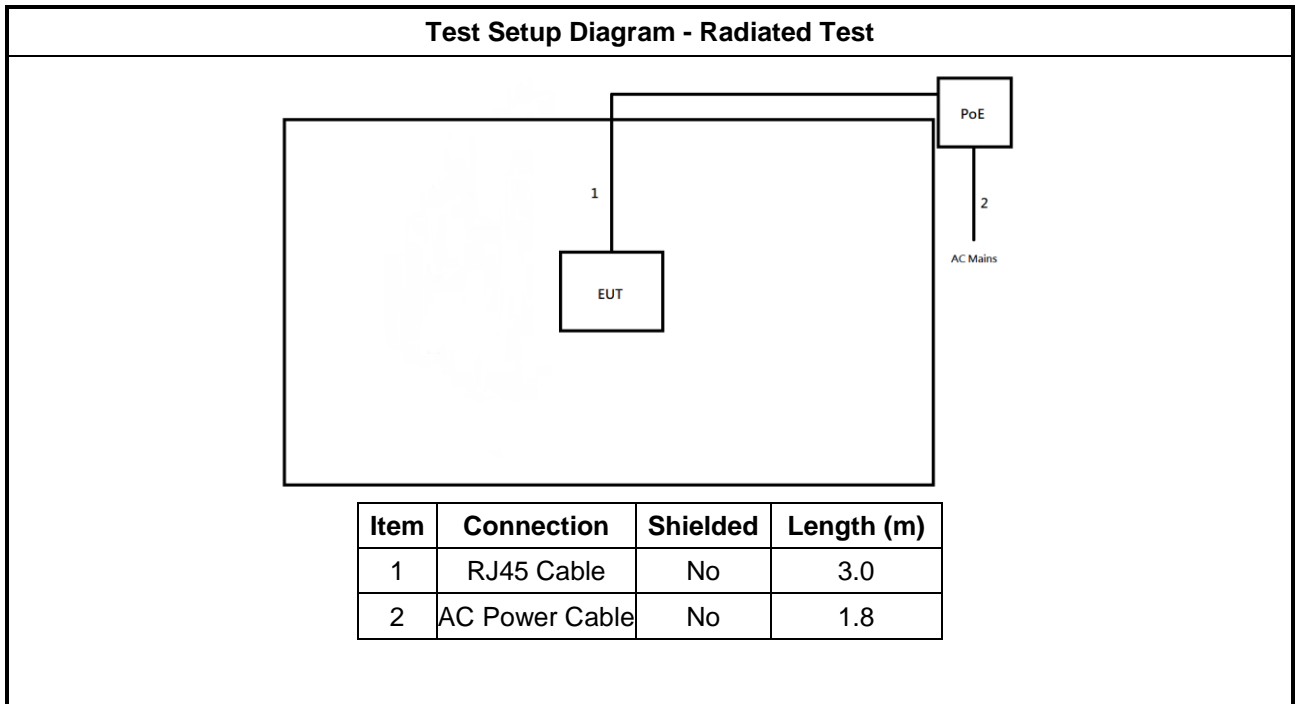 Test Setup Diagram - Radiated Test
PoE
1
2
AC Mains
EUT
Item Connection Shielded Length (m)
1 RJ45 Cable No 3.0
2 AC Power Cable No 1.8